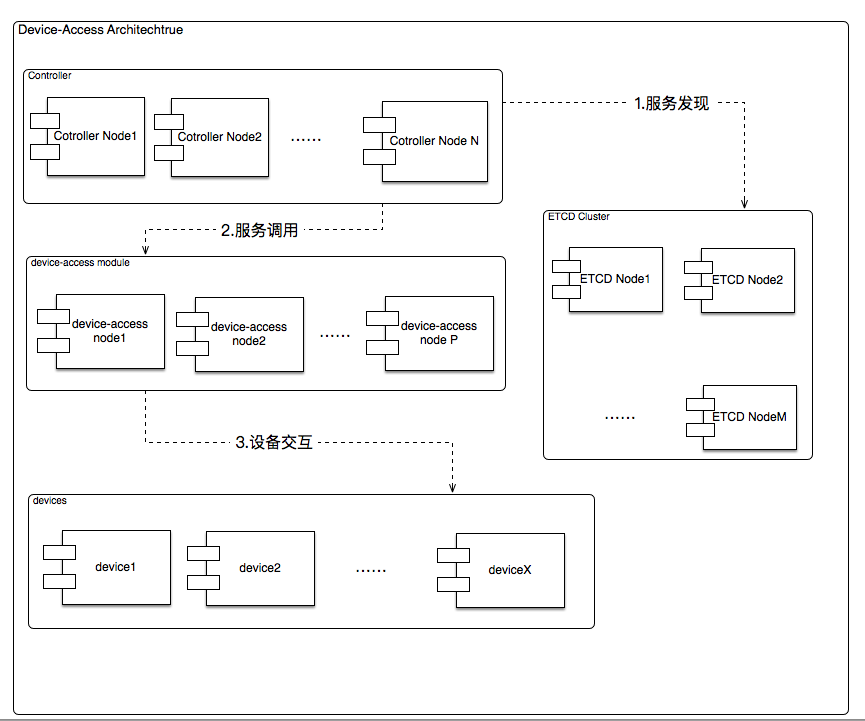 Device-Access Architechtrue
Controller
Cotroller Node1
Cotroller Node2
......
Cotroller Node N
1.服务发现
2.服务调用
ETCD Cluster
ETCD Node1
ETCD Node2
......
ETCD NodeM
device-access module
device-access
node1
device-access
node2
......
device-access
node P
3.设备交互
devices
device1
device2
......
deviceX